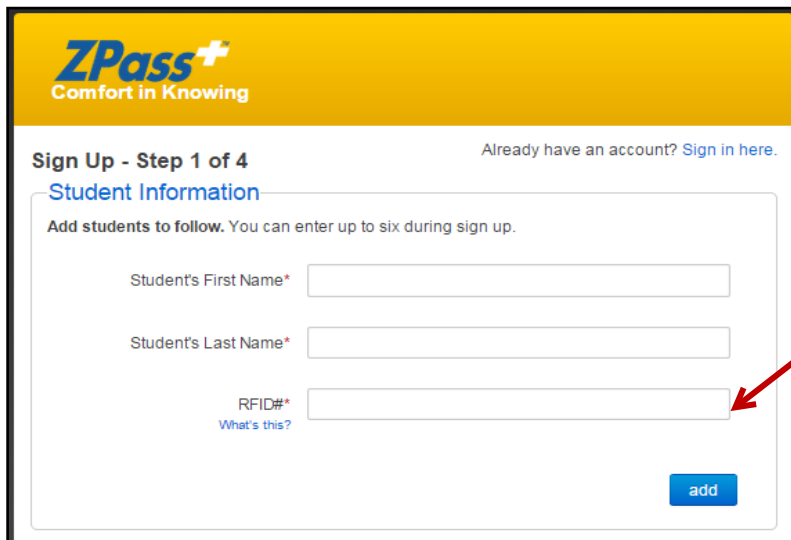 ZPass+™
Comfort in Knowing
Already have an account? Sign in here.
Sign Up - Step 1 of 4
Student Information
Add students to follow. You can enter up to six during sign up.
Student's First Name*
Student's Last Name*
RFID#*
What's this?
add